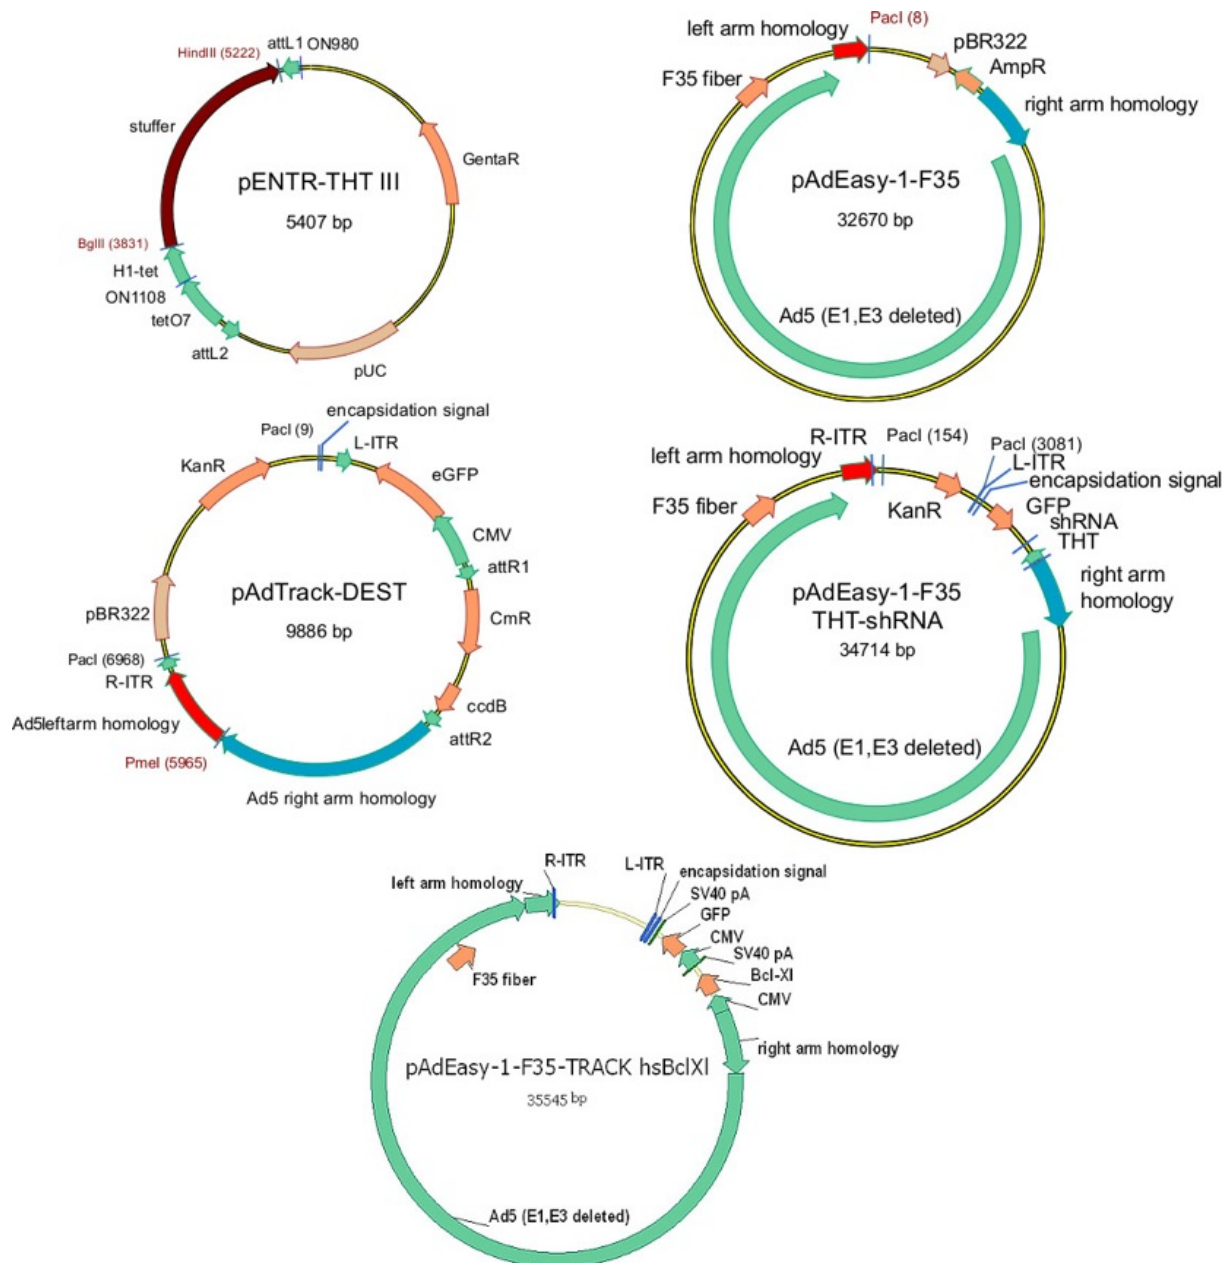 HindIII (5222)
attL1 ON980
stuffer
GentaR
pENTR-THT III
5407 bp
BglII (3831)
H1-tet
ON1108
tetO7
attL2
pUC
PacI (8)
left arm homology
pBR322
AmpR
F35 fiber
right arm homology
pAdEasy-1-F35
32670 bp
Ad5 (E1,E3 deleted)
encapsidation signal
PacI (9)
L-ITR
KanR
eGFP
CMV
attR1
pAdTrack-DEST
9886 bp
CmR
pBR322
PacI (6968)
R-ITR
Ad5leftarm homology
ccdB
attR2
PmeI (5965)
Ad5 right arm homology
R-ITR
PacI (154)
PacI (3081)
left arm homology
L-ITR
encapsidation signal
F35 fiber
KanR
GFP
shRNA
THT
right arm
homology
pAdEasy-1-F35
THT-shRNA
34714 bp
Ad5 (E1,E3 deleted)
R-ITR
L-ITR
encapsidation signal
left arm homology
SV40 pA
GFP
CMV
SV40 pA
F35 fiber
Bcl-Xl
CMV
right arm homology
pAdEasy-1-F35-TRACK hsBclXl
35545 bp
Ad5 (E1,E3 deleted)